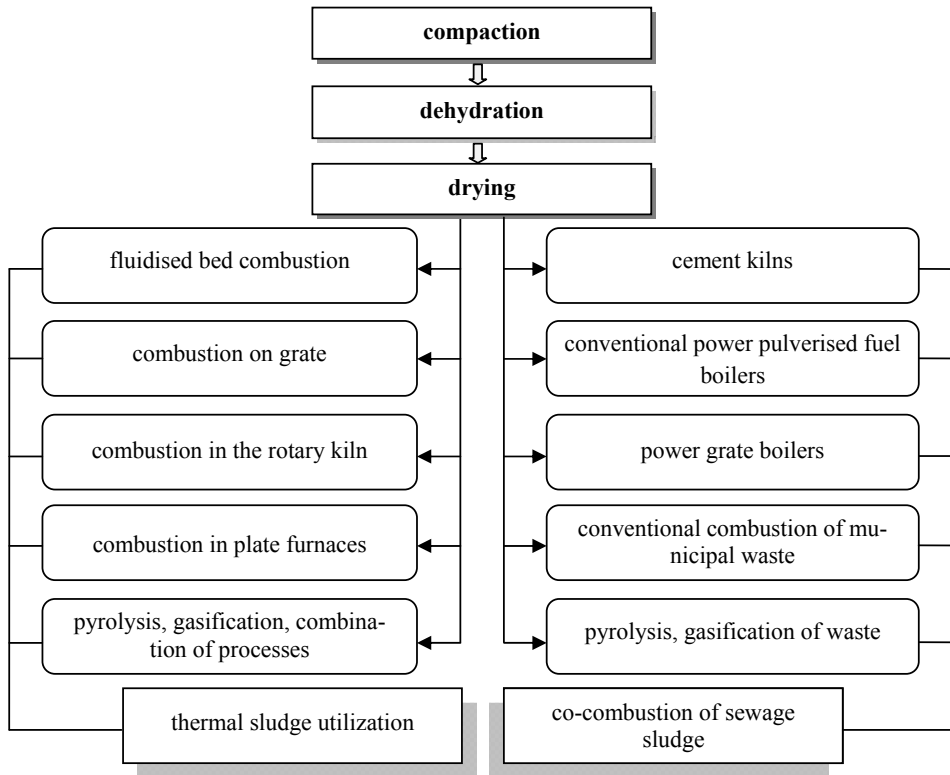 compaction
dehydration
drying
fluidised bed combustion
combustion on grate
combustion in the rotary kiln
combustion in plate furnaces
pyrolysis, gasification, combina-
tion of processes
thermal sludge utilization
cement kilns
conventional power pulverised fuel
boilers
power grate boilers
conventional combustion of mu-
nicipal waste
pyrolysis, gasification of waste
co-combustion of sewage
sludge